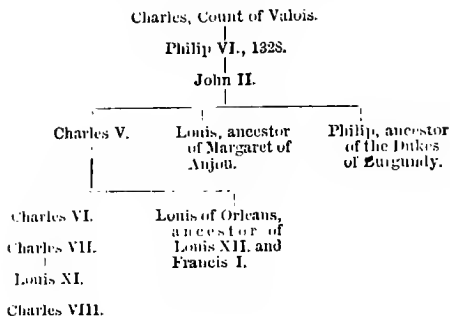 Charles, Count of Valois.
Philip VI., 1328.
John II.
Charles V.
Louis, ancestor
of Margaret of
Anjou.
Philip, ancestor
of the Dukes
of Burgundy.
Charles VI.
Charles VII.
Louis XI.
Charles VIII.
Louis of Orleans,
ancestor of
Louis XII. and
Francis I.